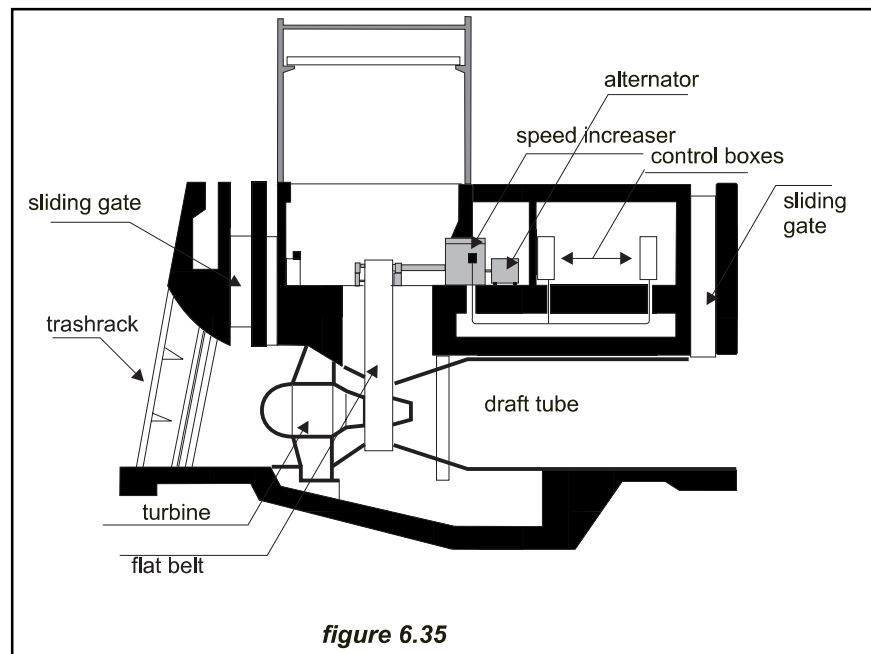 alternator
speed increaser
control boxes
sliding gate
sliding
gate
trashrack
draft tube
turbine
flat belt
figure 6.35